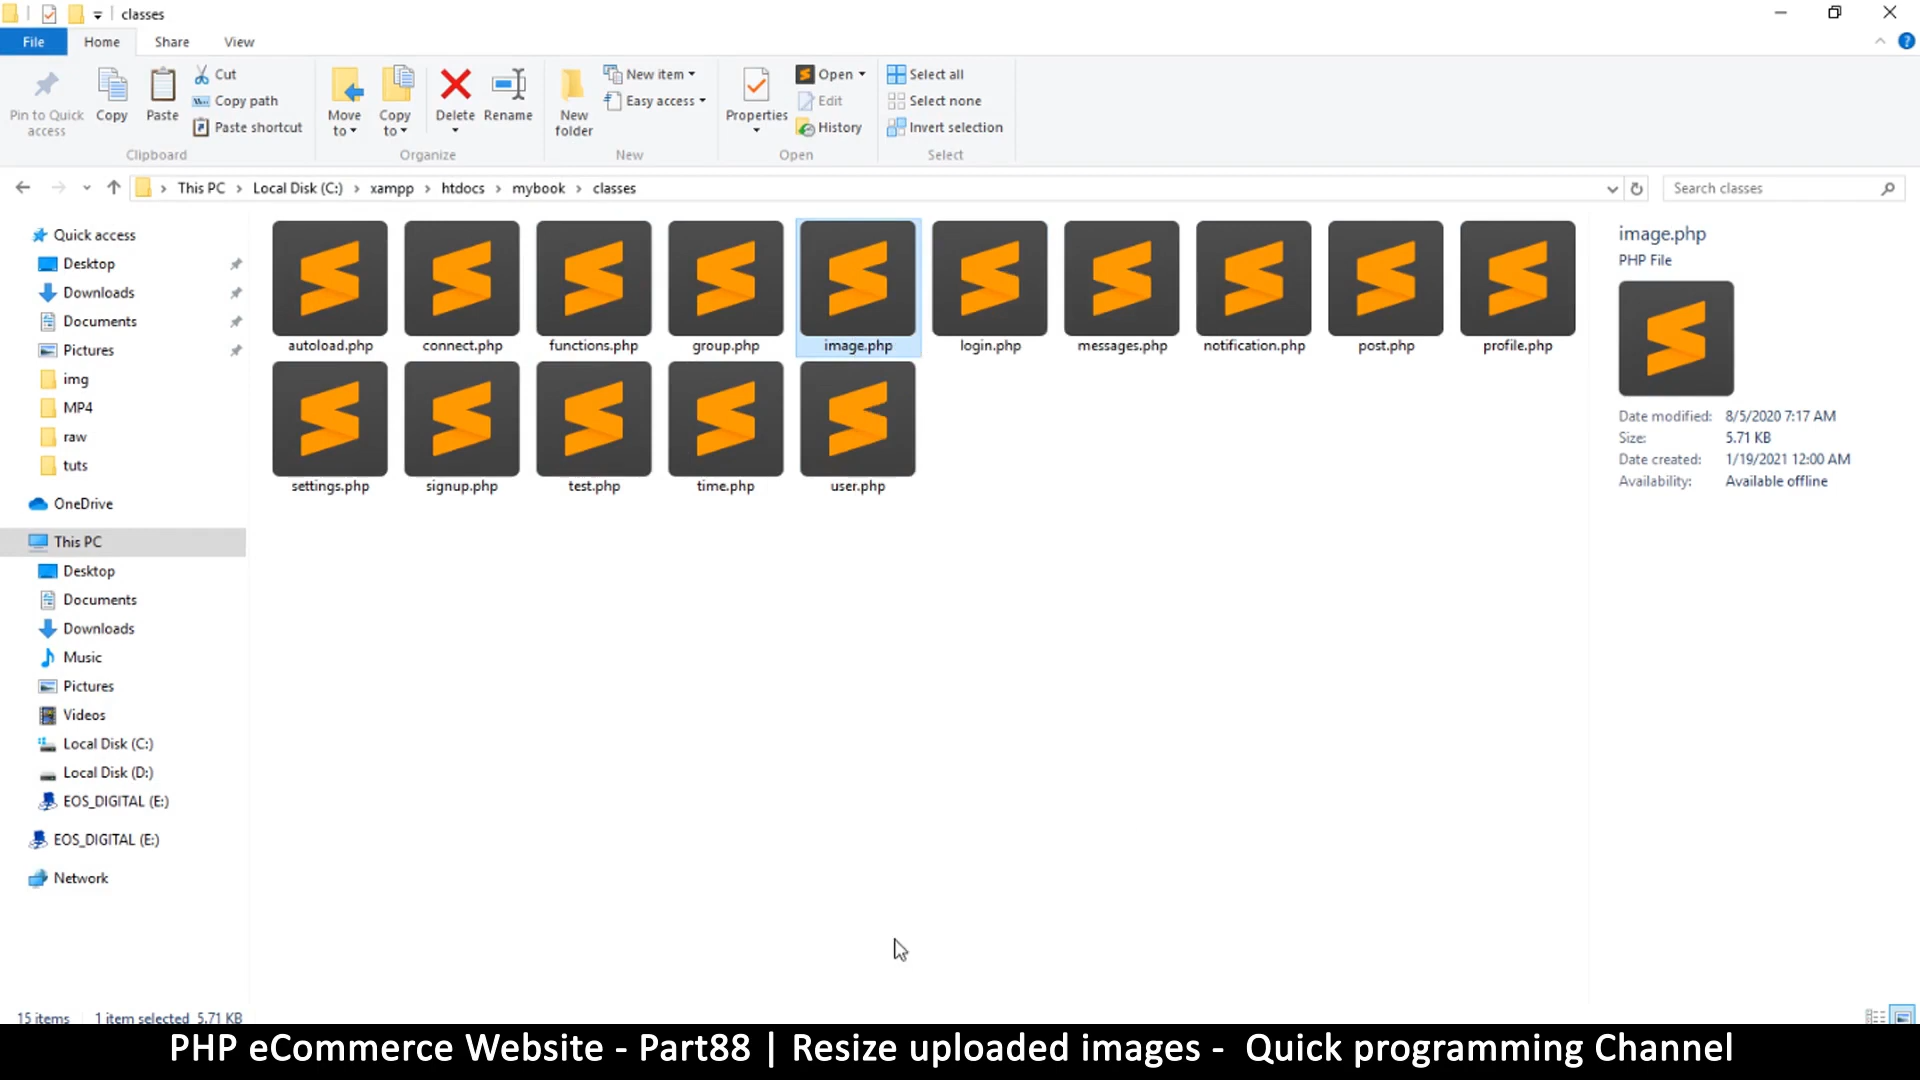 classes
File Home Share View
Pin to Quick access
Copy
Paste
Cut
Copy path
Paste shortcut
Clipboard
Move to
Copy to
Delete
Rename
Organize
New folder
New item
Easy access
New
Properties
Open
Edit
History
Open
Select all
Select none
Invert selection
Select
This PC > Local Disk (C:) > xampp > htdocs > mybook > classes
Search classes
Quick access
Desktop
Downloads
Documents
Pictures
img
MP4
raw
tuts
OneDrive
This PC
Desktop
Documents
Downloads
Music
Pictures
Videos
Local Disk (C:)
Local Disk (D:)
EOS_DIGITAL (E:)
EOS_DIGITAL (E:)
Network
autoload.php connect.php functions.php group.php image.php login.php messages.php notification.php post.php profile.php
settings.php signup.php test.php time.php user.php
image.php
PHP File
Date modified: 8/5/2020 7:17 AM
Size: 5.71 KB
Date created: 1/19/2021 12:00 AM
Availability: Available offline
15 items 1 item selected 5.71 KB
PHP eCommerce Website - Part88 | Resize uploaded images - Quick programming Channel